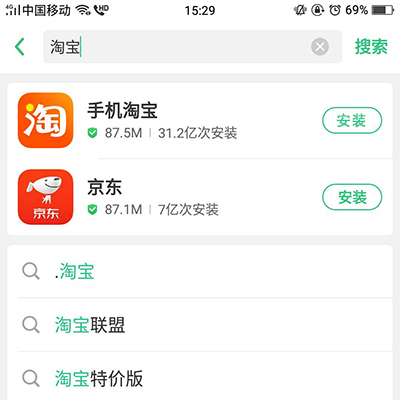 4G 中国移动 HD 15:29 69%
淘宝 搜索
淘 手机淘宝 安装
87.5M 31.2亿次安装
京东 京东 安装
87.1M 7亿次安装
.淘宝
淘宝联盟
淘宝特价版